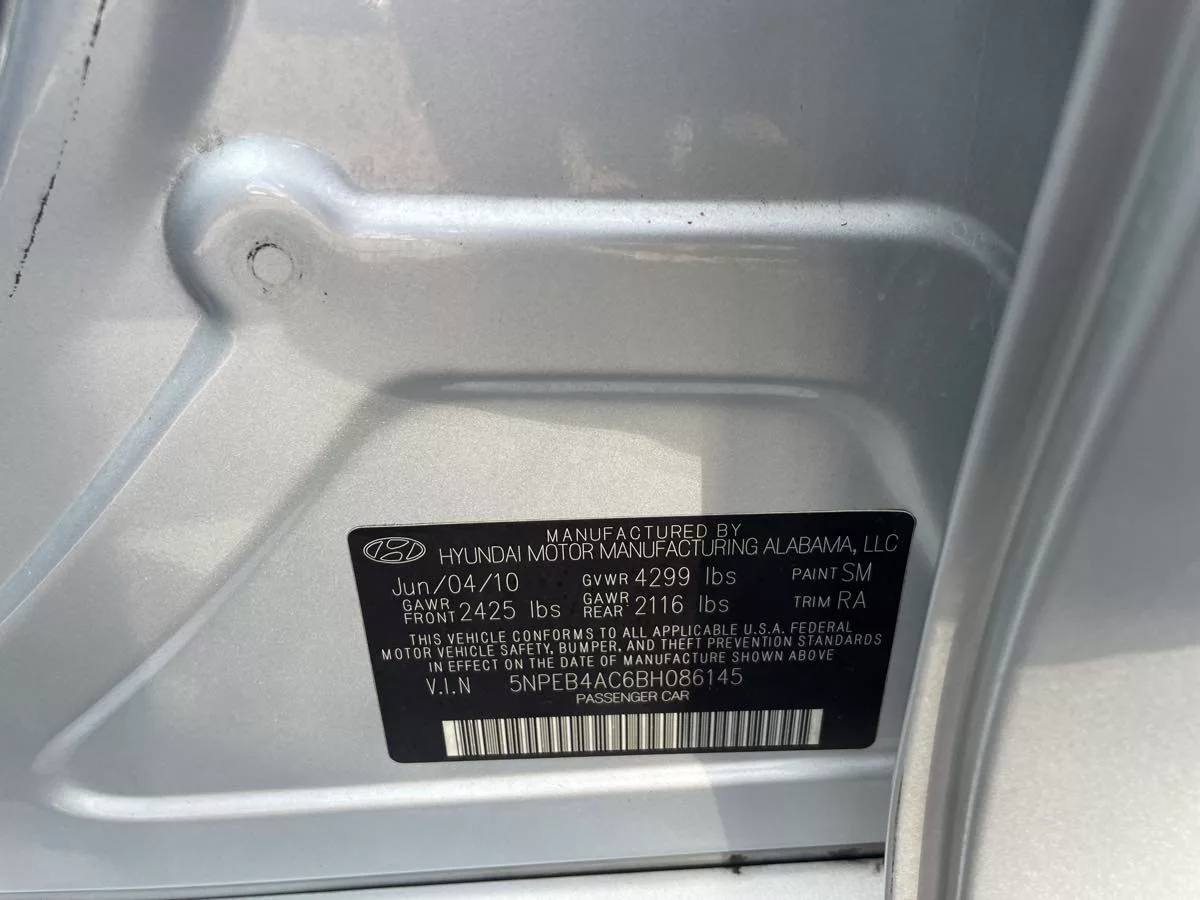 MANUFACTURED BY
HYUNDAI MOTOR MANUFACTURING ALABAMA, LLC
Jun/04/10 GVWR 4299 lbs PAINT SM
GAWR FRONT 2425 lbs GAWR REAR 2116 lbs TRIM RA
THIS VEHICLE CONFORMS TO ALL APPLICABLE U.S.A. FEDERAL
MOTOR VEHICLE SAFETY, BUMPER, AND THEFT PREVENTION STANDARDS
IN EFFECT ON THE DATE OF MANUFACTURE SHOWN ABOVE
V.I.N 5NPEB4AC6BH086145
PASSENGER CAR